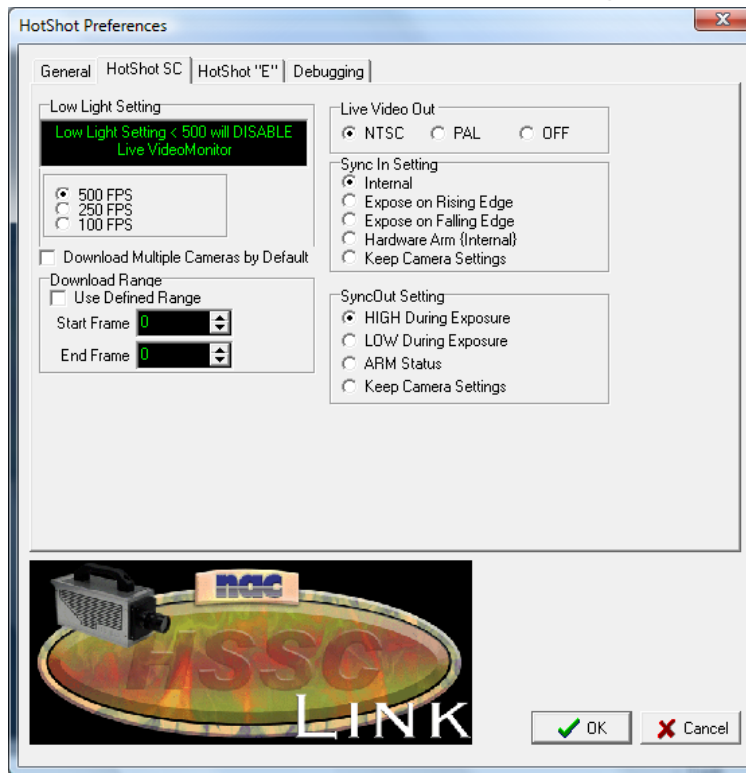 HotShot Preferences
General HotShot SC HotShot "E" Debugging
Low Light Setting
Low Light Setting < 500 will DISABLE
Live VideoMonitor
500 FPS
250 FPS
100 FPS
Download Multiple Cameras by Default
Download Range
Use Defined Range
Start Frame 0
End Frame 0
Live Video Out
NTSC PAL OFF
Sync In Setting
Internal
Expose on Rising Edge
Expose on Falling Edge
Hardware Arm {Internal}
Keep Camera Settings
SyncOut Setting
HIGH During Exposure
LOW During Exposure
ARM Status
Keep Camera Settings
nac
HSSC
LINK
OK Cancel